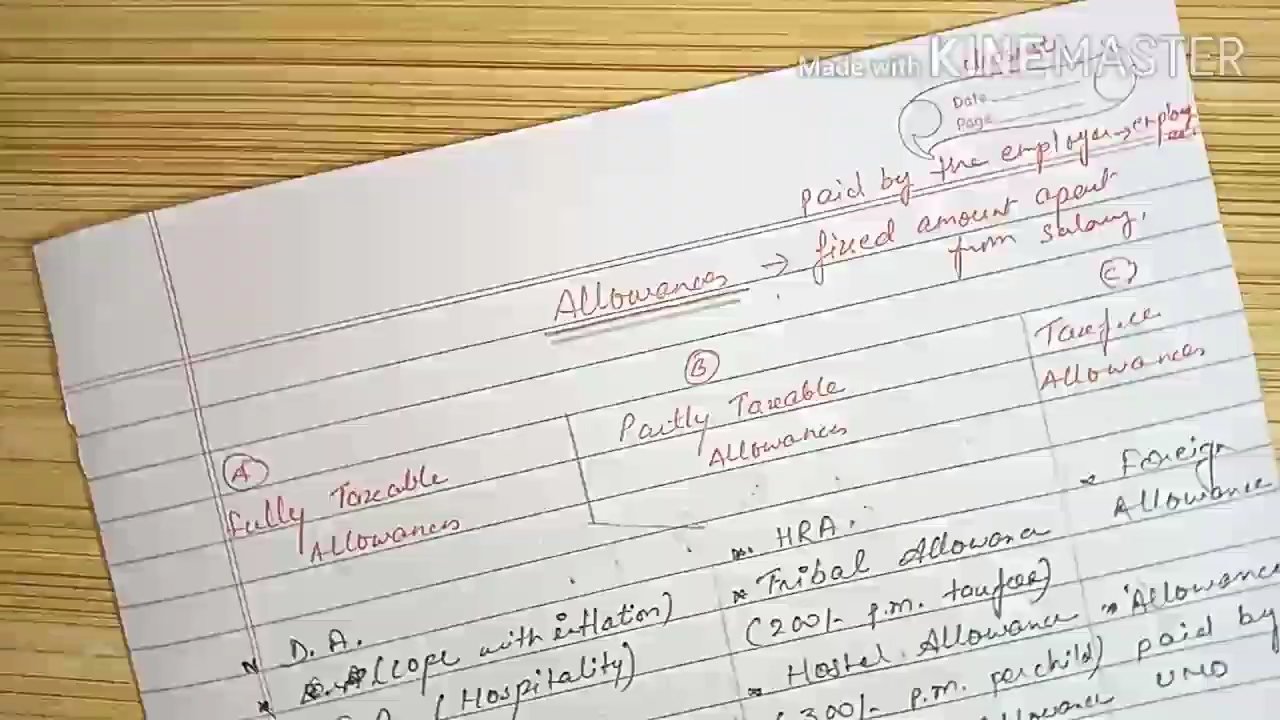 Made with KINEMASTER
Date
Page
paid by the employer → employ
Allowances → fixed amount apart
from salary.
(A)
Fully Taxable
Allowances
D.A.
(cope with inflation)
(Hospitality)
(B)
Partly Taxable
Allowances
HRA.
Tribal Allowance
(200/- p.m. taxfree)
Hostel Allowance
(300/- p.m. per child)
(C)
Taxfree
Allowances
Foreign
Allowance
Allowance
paid by
UNO